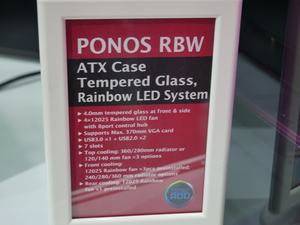 PONOS RBW
ATX Case
Tempered Glass,
Rainbow LED System
▸ 4.0mm tempered glass at front & side
▸ 4×12025 Rainbow LED fan
with 8port control hub
▸ Supports Max. 370mm VGA card
▸ USB3.0 ×1 + USB2.0 ×2
▸ 7 slots
▸ Top cooling: 360/280mm radiator or
120/140 mm fan ×3 options
▸ Front cooling:
12025 Rainbow fan ×3pcs preinstalled;
240/280/360 mm radiator options
▸ Rear cooling: 12025 Rainbow
fan ×1 preinstalled